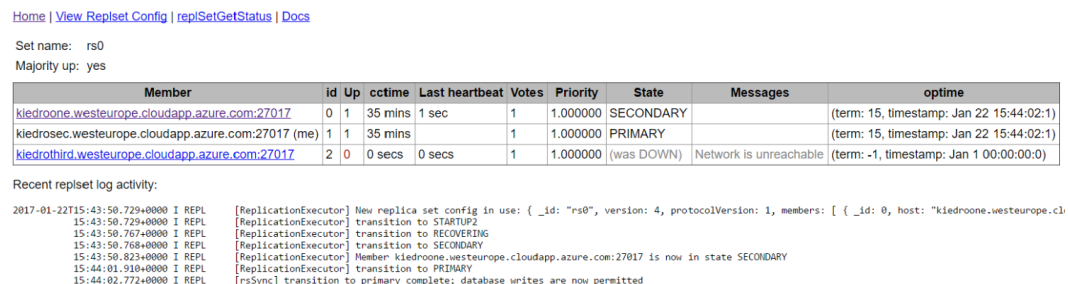 Home | View Replset Config | replSetGetStatus | Docs
Set name: rs0
Majority up: yes
Member id Up cctime Last heartbeat Votes Priority State Messages optime
kiedroone.westeurope.cloudapp.azure.com:27017 0 1 35 mins 1 sec 1 1.000000 SECONDARY (term: 15, timestamp: Jan 22 15:44:02:1)
kiedrosec.westeurope.cloudapp.azure.com:27017 (me) 1 1 35 mins 1 1.000000 PRIMARY (term: 15, timestamp: Jan 22 15:44:02:1)
kiedrothird.westeurope.cloudapp.azure.com:27017 2 0 0 secs 0 secs 1 1.000000 (was DOWN) Network is unreachable (term: -1, timestamp: Jan 1 00:00:00:0)
Recent replset log activity:
2017-01-22T15:43:50.729+0000 I REPL [ReplicationExecutor] New replica set config in use: { _id: "rs0", version: 4, protocolVersion: 1, members: [ { _id: 0, host: "kiedroone.westeurope.cl
15:43:50.729+0000 I REPL [ReplicationExecutor] transition to STARTUP2
15:43:50.767+0000 I REPL [ReplicationExecutor] transition to RECOVERING
15:43:50.768+0000 I REPL [ReplicationExecutor] transition to SECONDARY
15:43:50.823+0000 I REPL [ReplicationExecutor] Member kiedroone.westeurope.cloudapp.azure.com:27017 is now in state SECONDARY
15:44:01.910+0000 I REPL [ReplicationExecutor] transition to PRIMARY
15:44:02.772+0000 I REPL [rsSync] transition to primary complete; database writes are now permitted